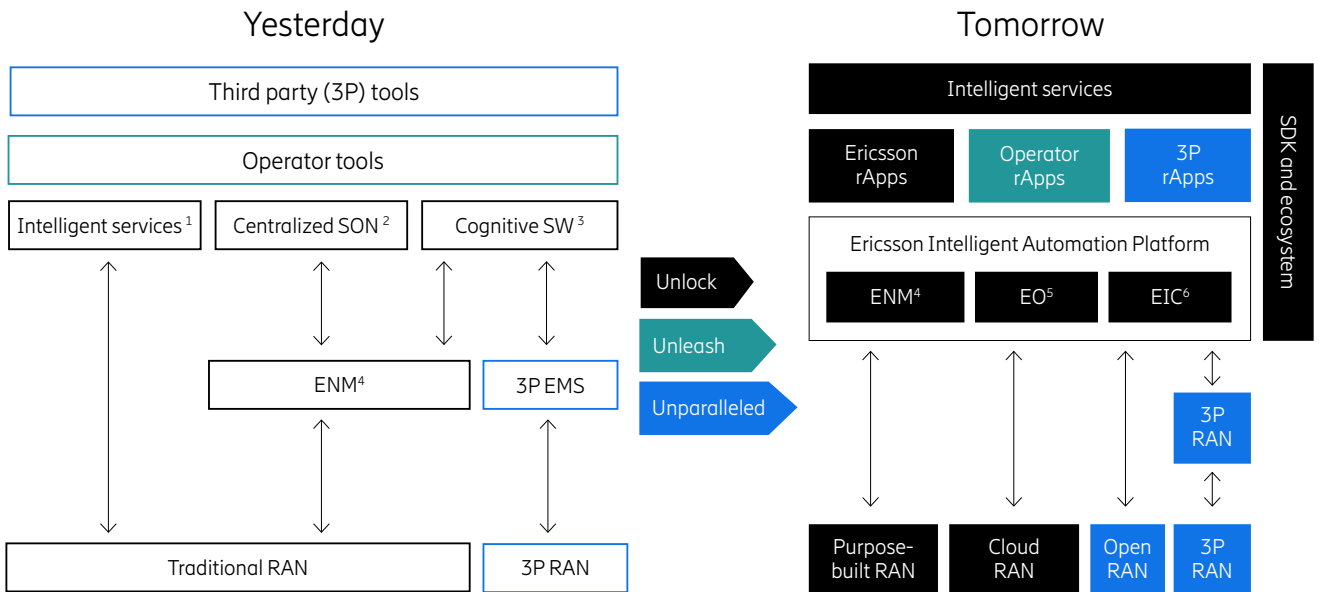 Yesterday
Third party (3P) tools
Operator tools
Intelligent services 1
Centralized SON 2
Cognitive SW 3
ENM4
3P EMS
Traditional RAN
3P RAN
Unlock
Unleash
Unparalleled
Tomorrow
Intelligent services
Ericsson
rApps
Operator
rApps
3P
rApps
SDK and ecosystem
Ericsson Intelligent Automation Platform
ENM4
EO5
EIC6
3P
RAN
Purpose-
built RAN
Cloud
RAN
Open
RAN
3P
RAN